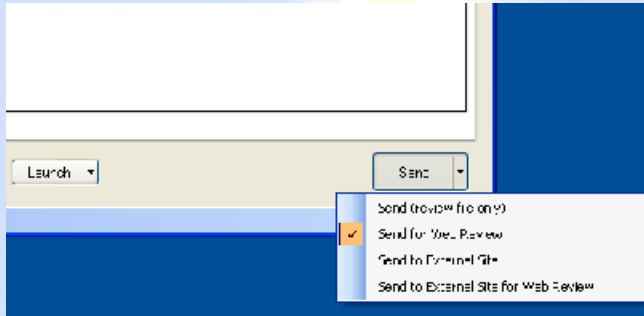 Launch
Send
Send (review file only)
Send for Web Review
Send to External Site
Send to External Site for Web Review